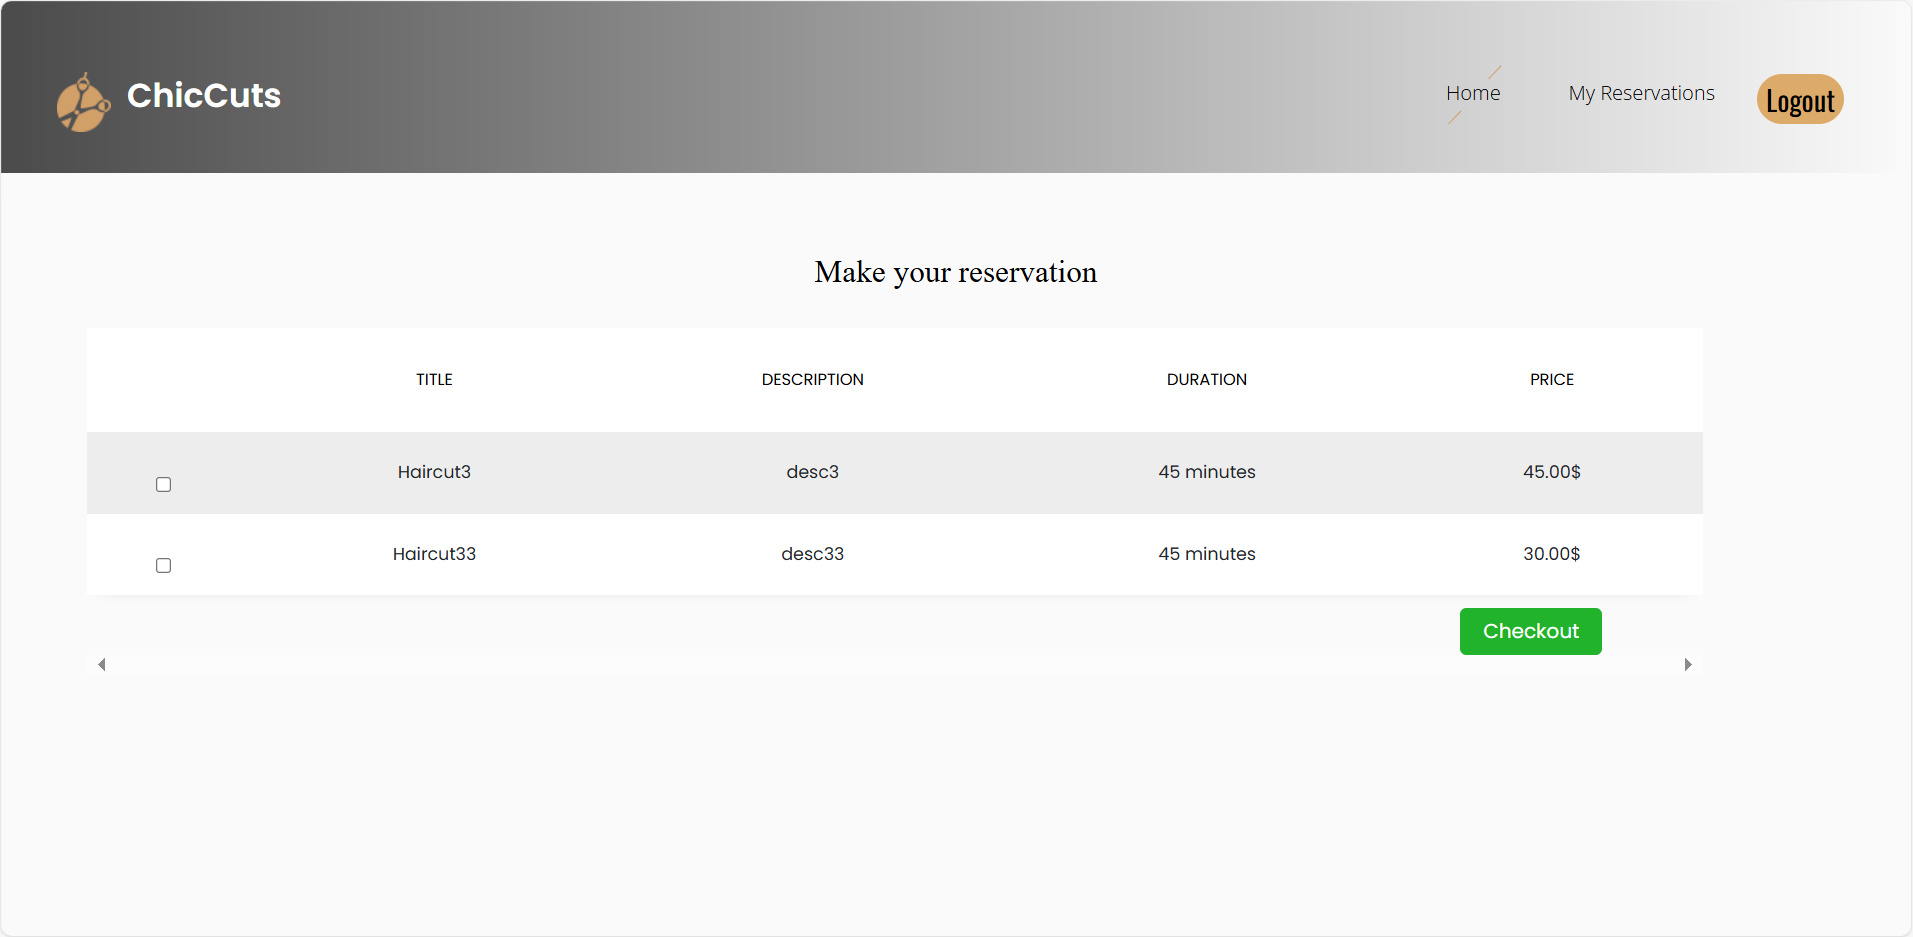 ChicCuts
Home My Reservations Logout
Make your reservation
TITLE DESCRIPTION DURATION PRICE
Haircut3 desc3 45 minutes 45.00$
Haircut33 desc33 45 minutes 30.00$
Checkout